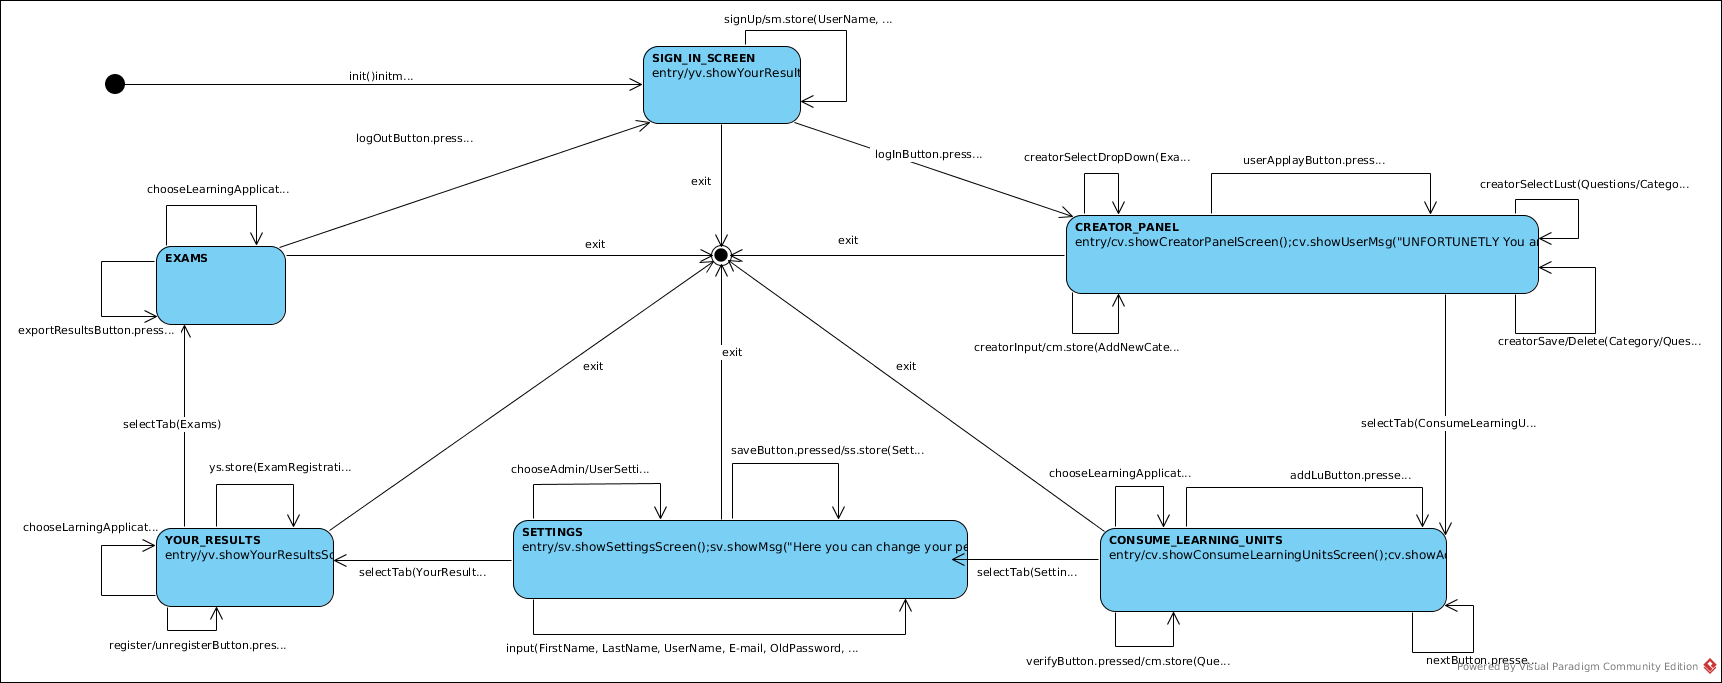 signUp/sm.store(UserName, ...
SIGN_IN_SCREEN
entry/yv.showYourResult
init()initm...
logOutButton.press...
logInButton.press...
creatorSelectDropDown(Exa...
userApplayButton.press...
creatorSelectLust(Questions/Catego...
exit
chooseLearningApplicat...
CREATOR_PANEL
entry/cv.showCreatorPanelScreen();cv.showUserMsg("UNFORTUNETLY You a
exit
exit
EXAMS
exportResultsButton.press...
creatorInput/cm.store(AddNewCate...
creatorSave/Delete(Category/Ques...
exit
exit
exit
selectTab(Exams)
selectTab(ConsumeLearningU...
ys.store(ExamRegistrati...
chooseAdmin/UserSetti...
saveButton.pressed/ss.store(Sett...
chooseLearningApplicat...
addLuButton.presse...
chooseLarningApplicat...
YOUR_RESULTS
entry/yv.showYourResultsSc
SETTINGS
entry/sv.showSettingsScreen();sv.showMsg("Here you can change your pe
CONSUME_LEARNING_UNITS
entry/cv.showConsumeLearningUnitsScreen();cv.showA
selectTab(YourResult...
selectTab(Settin...
register/unregisterButton.pres...
input(FirstName, LastName, UserName, E-mail, OldPassword, ...
verifyButton.pressed/cm.store(Que...
nextButton.presse...
Powered By Visual Paradigm Community Edition